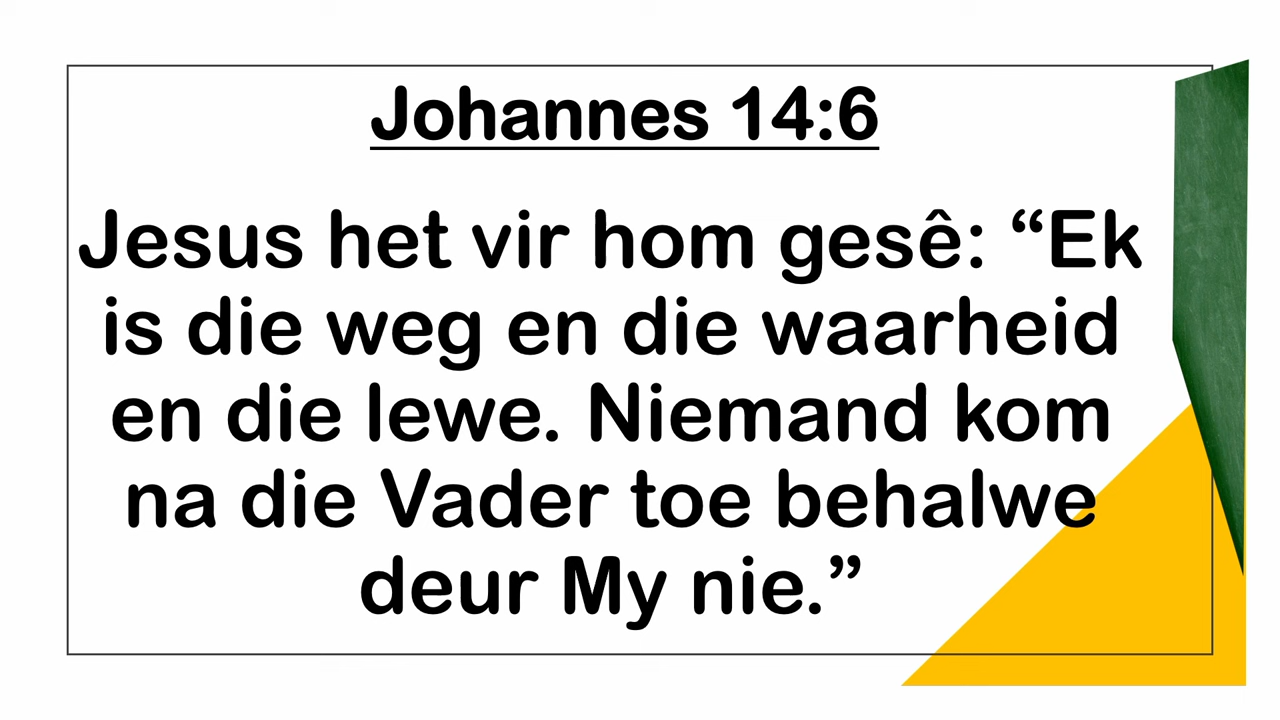 Johannes 14:6
Jesus het vir hom gesê: “Ek
is die weg en die waarheid
en die lewe. Niemand kom
na die Vader toe behalwe
deur My nie.”